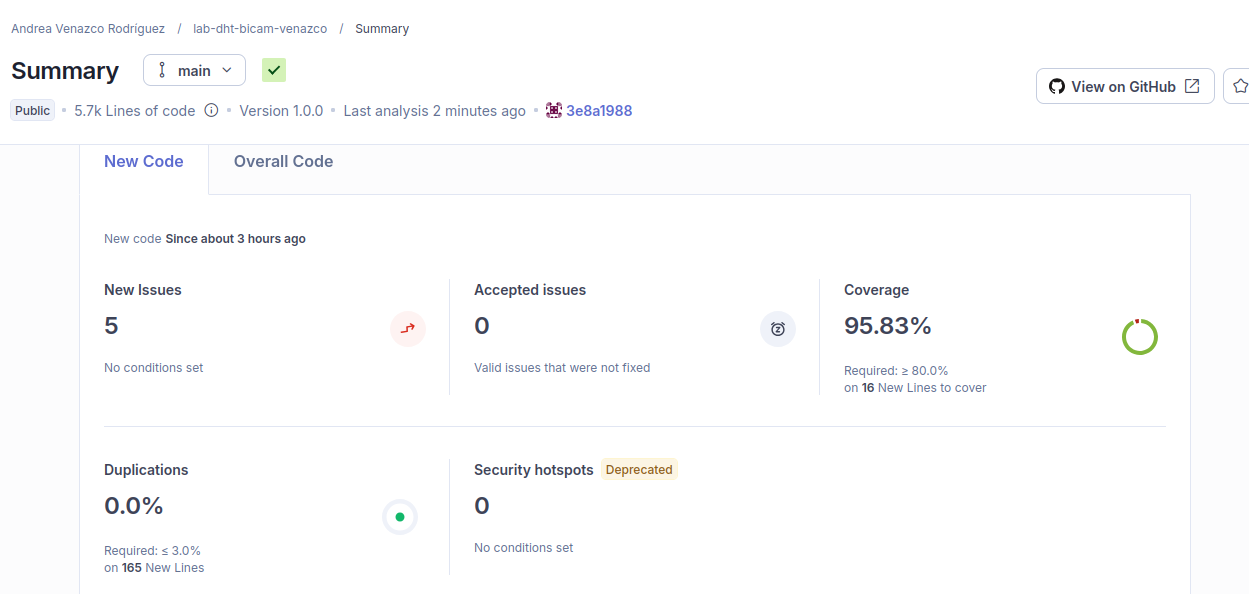 Andrea Venazco Rodríguez / lab-dht-bicam-venazco / Summary
Summary main
View on GitHub
Public • 5.7k Lines of code • Version 1.0.0 • Last analysis 2 minutes ago • 3e8a1988
New Code Overall Code
New code Since about 3 hours ago
New Issues
5
No conditions set
Accepted issues
0
Valid issues that were not fixed
Coverage
95.83%
Required: ≥ 80.0%
on 16 New Lines to cover
Duplications
0.0%
Required: ≤ 3.0%
on 165 New Lines
Security hotspots Deprecated
0
No conditions set